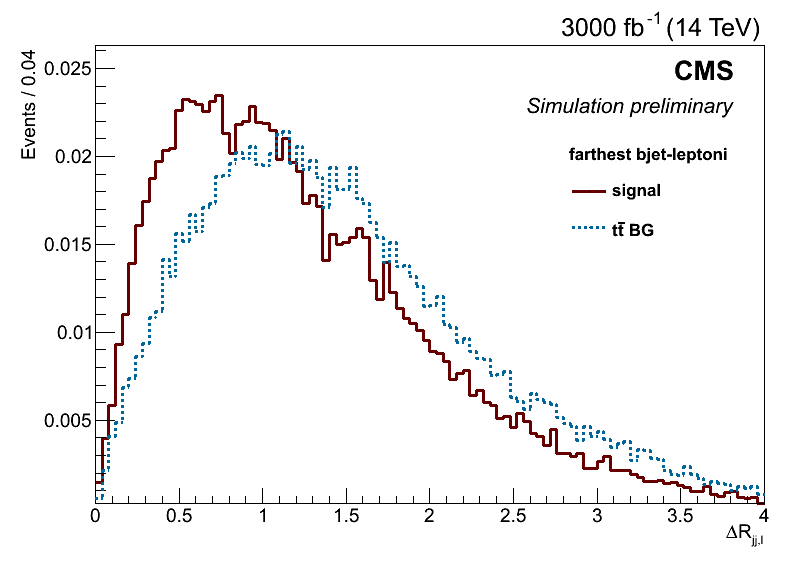 3000 fb⁻¹ (14 TeV)
Events / 0.04
CMS
Simulation preliminary
farthest bjet-leptoni
signal
tt̄ BG
0.025
0.02
0.015
0.01
0.005
0 0.5 1 1.5 2 2.5 3 3.5 4
ΔR_jj,l